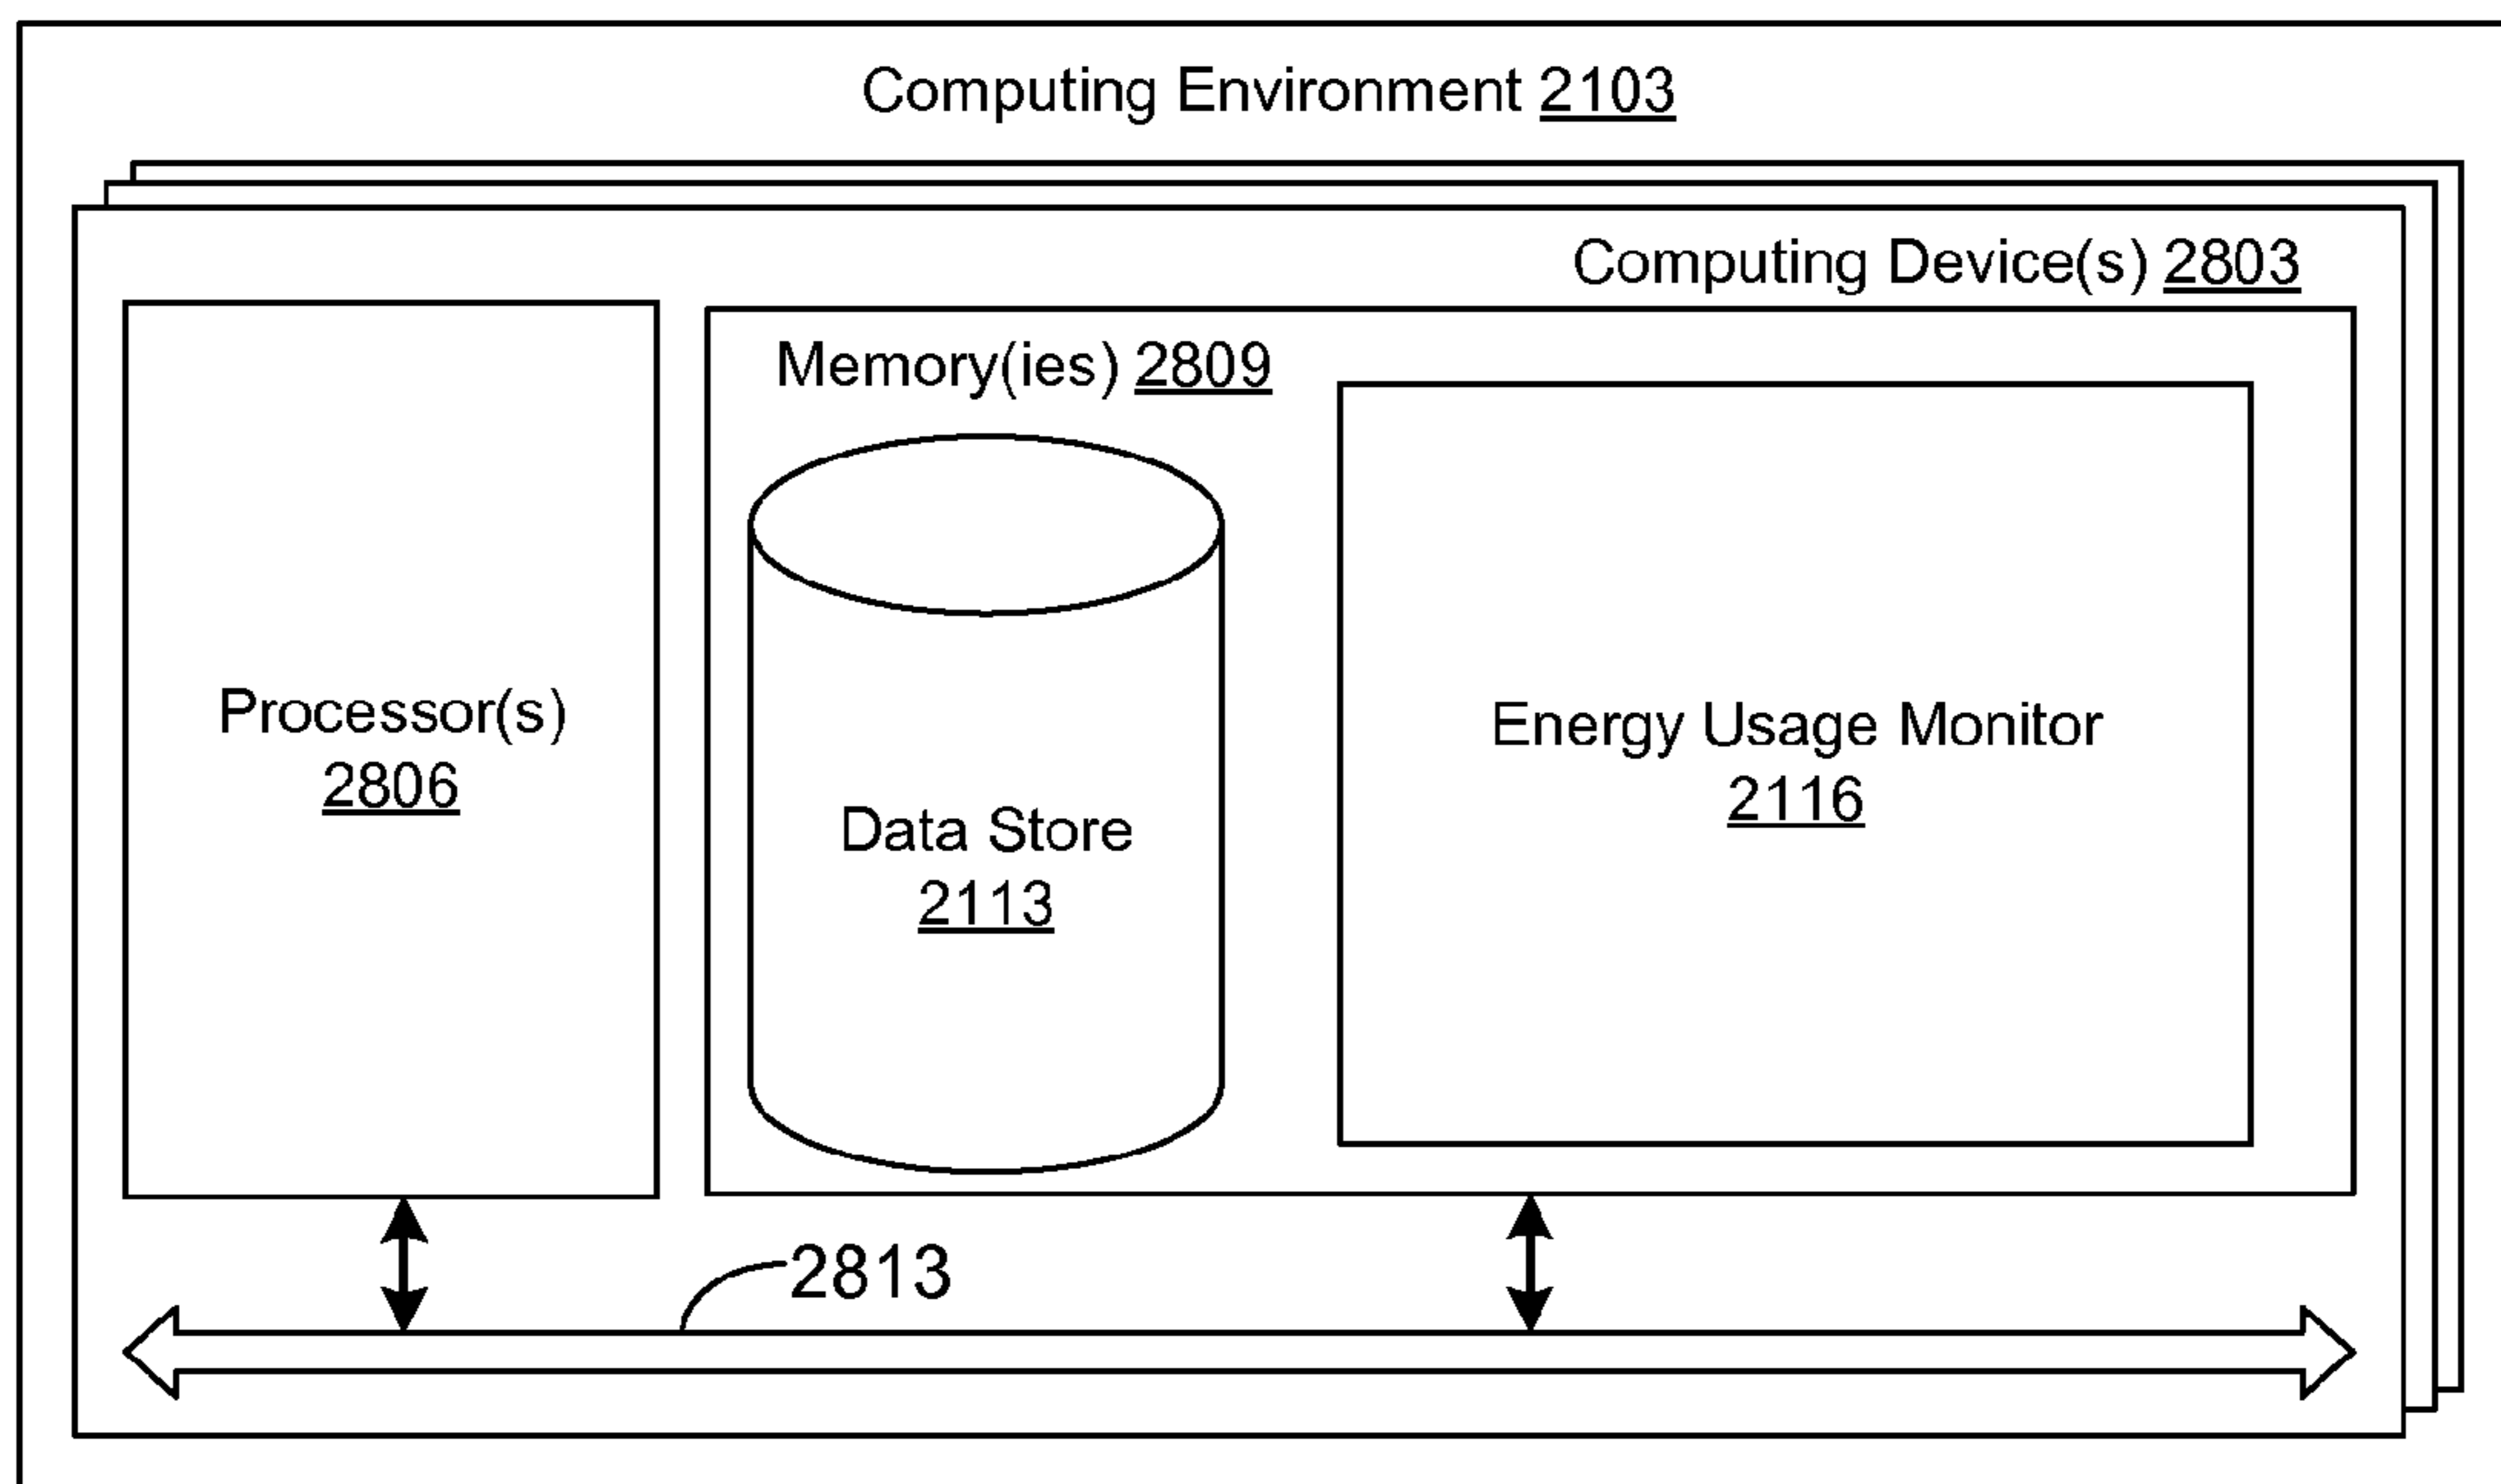 Computing Environment 2103
Computing Device(s) 2803
Memory(ies) 2809
Processor(s)
2806
Data Store
2113
Energy Usage Monitor
2116
2813